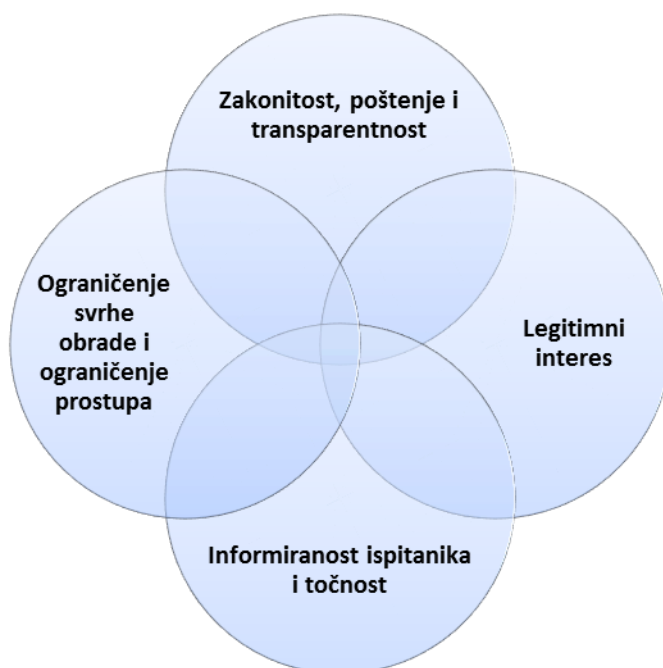 Zakonitost, poštenje i
transparentnost
Ograničenje
svrhe
obrade i
ograničenje
prostupa
Legitimni
interes
Informiranost ispitanika
i točnost